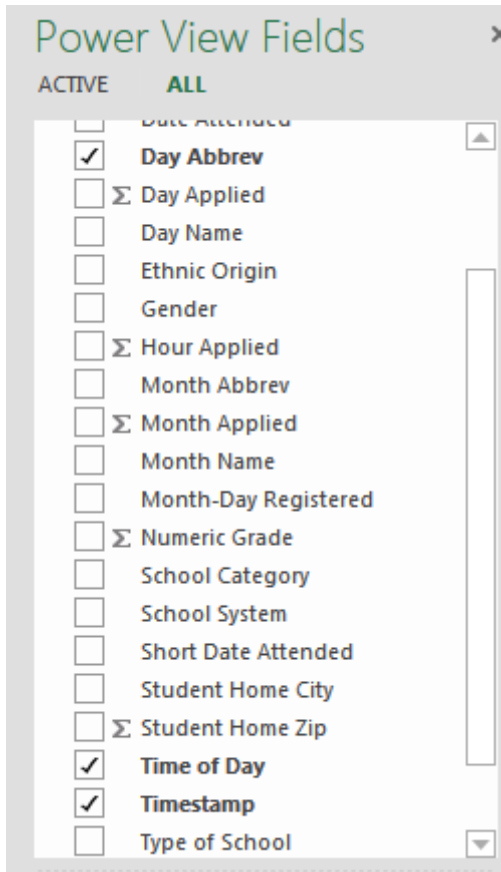 Power View Fields
ACTIVE ALL
Date Attended
Day Abbrev
Σ Day Applied
Day Name
Ethnic Origin
Gender
Σ Hour Applied
Month Abbrev
Σ Month Applied
Month Name
Month-Day Registered
Σ Numeric Grade
School Category
School System
Short Date Attended
Student Home City
Σ Student Home Zip
Time of Day
Timestamp
Type of School